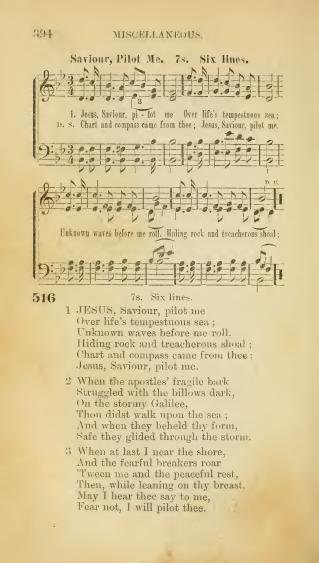 394 MISCELLANEOUS.
Saviour, Pilot Me. 7s. Six lines.
3
1. Jesus, Saviour, pi - lot me Over life's tempestuous sea;
D. S. Chart and compass came from thee; Jesus, Saviour, pilot me.
D. C.
Unknown waves before me roll, Hiding rock and treacherous shoal;
516 7s. Six lines.
1 JESUS, Saviour, pilot me
Over life's tempestuous sea;
Unknown waves before me roll.
Hiding rock and treacherous shoal;
Chart and compass came from thee:
Jesus, Saviour, pilot me.
2 When the apostles' fragile bark
Struggled with the billows dark,
On the stormy Galilee,
Thou didst walk upon the sea;
And when they beheld thy form,
Safe they glided through the storm.
3 When at last I near the shore,
And the fearful breakers roar
'Tween me and the peaceful rest,
Then, while leaning on thy breast.
May I hear thee say to me,
Fear not, I will pilot thee.